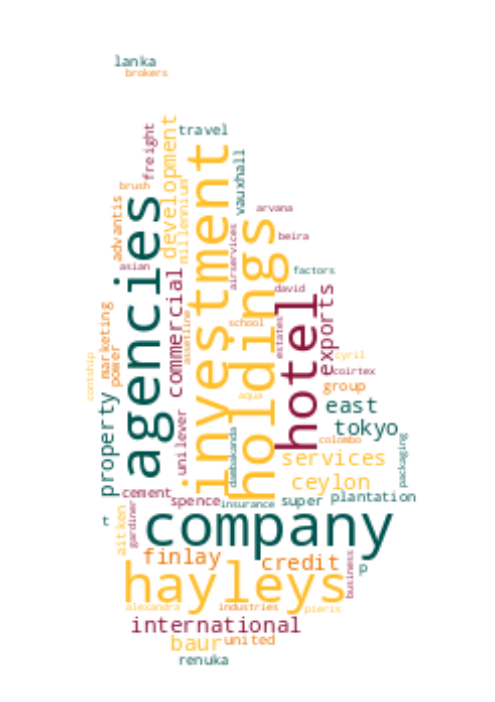 lanka
brokers
travel
freight
development
investment
vauxhall
millennium
brush
agencies
advantis
arvana
holdings
airservices
beira
asian
factors
commercial
david
hotel
exports
marketing
assetline
school
estates
power
contship
cyril
coirtex
group
aqua
property
east
tokyo
unilever
dambakanda
colombo
packaging
services
ceylon
cement
spence
insurance
super
plantation
t
aitken
gardiner
company
finlay
credit
p
business
hayleys
alexandra
industries
pieris
international
baur
united
renuka